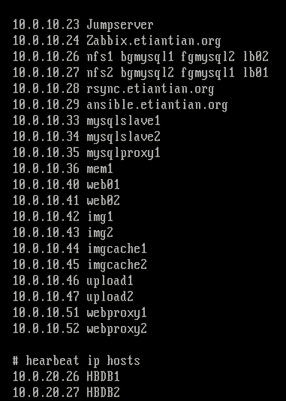 10.0.10.23 Jumpserver
10.0.10.24 Zabbix.etiantian.org
10.0.10.26 nfs1 bgmysql1 fgmysql2 lb02
10.0.10.27 nfs2 bgmysql2 fgmysql1 lb01
10.0.10.28 rsync.etiantian.org
10.0.10.29 ansible.etiantian.org
10.0.10.33 mysqlslave1
10.0.10.34 mysqlslave2
10.0.10.35 mysqlproxy1
10.0.10.36 mem1
10.0.10.40 web01
10.0.10.41 web02
10.0.10.42 img1
10.0.10.43 img2
10.0.10.44 imgcache1
10.0.10.45 imgcache2
10.0.10.46 upload1
10.0.10.47 upload2
10.0.10.51 webproxy1
10.0.10.52 webproxy2
# hearbeat ip hosts
10.0.20.26 HBDB1
10.0.20.27 HBDB2